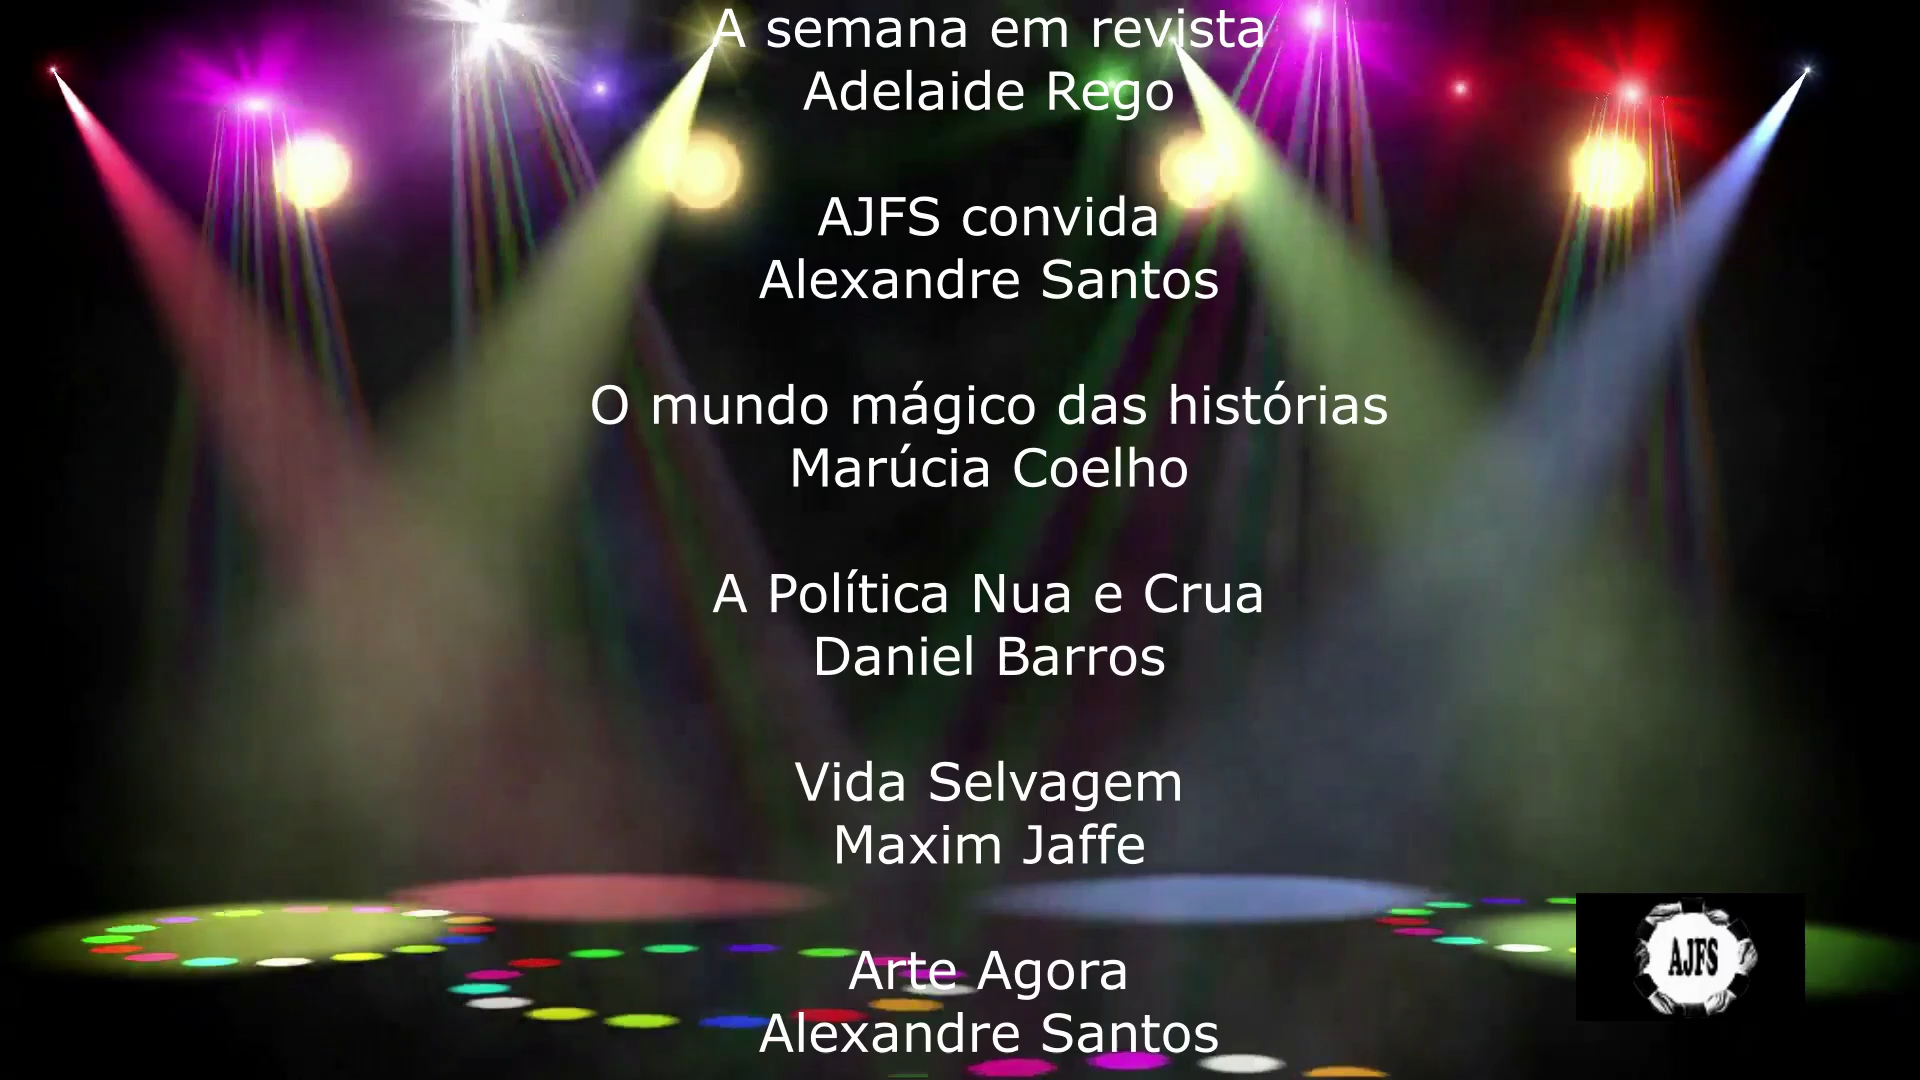 A semana em revista
Adelaide Rego
AJFS convida
Alexandre Santos
O mundo mágico das histórias
Marúcia Coelho
A Política Nua e Crua
Daniel Barros
Vida Selvagem
Maxim Jaffe
Arte Agora
Alexandre Santos
AJFS